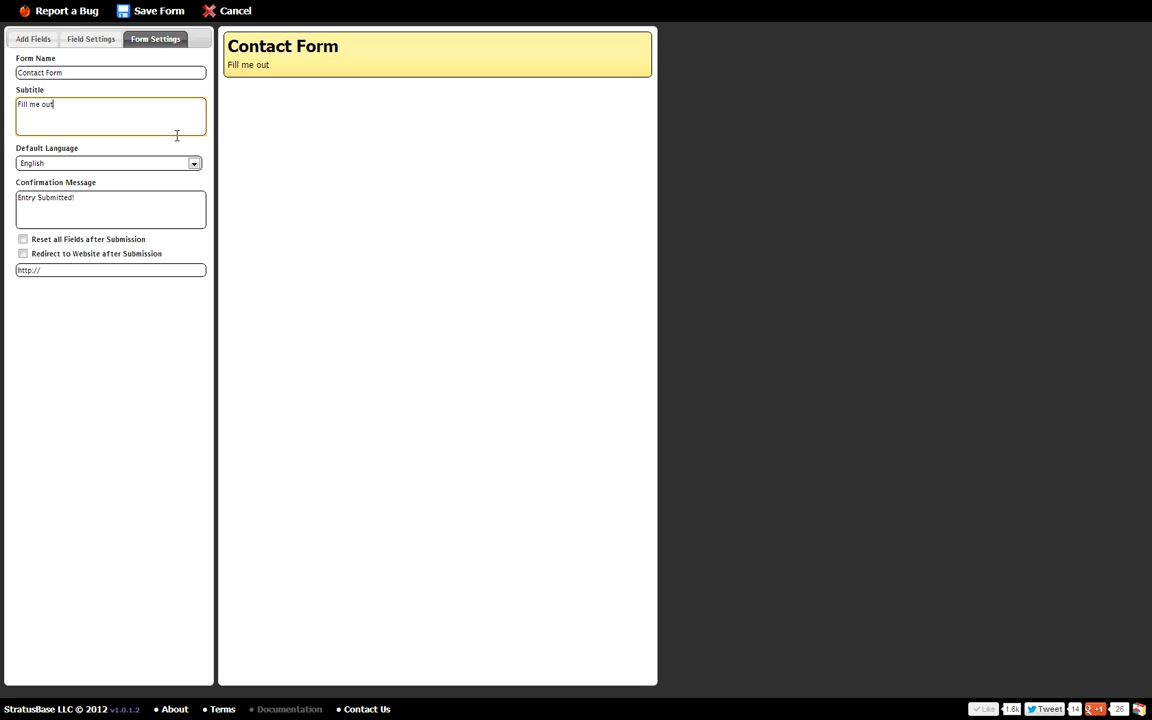 Report a Bug Save Form Cancel
Add Fields Field Settings Form Settings
Form Name
Contact Form
Subtitle
Fill me out
Default Language
English
Confirmation Message
Entry Submitted!
Reset all Fields after Submission
Redirect to Website after Submission
http://
Contact Form
Fill me out
StratusBase LLC © 2012 v1.0.1.2 • About • Terms • Documentation • Contact Us
Like 1.6k Tweet 14 g +1 26